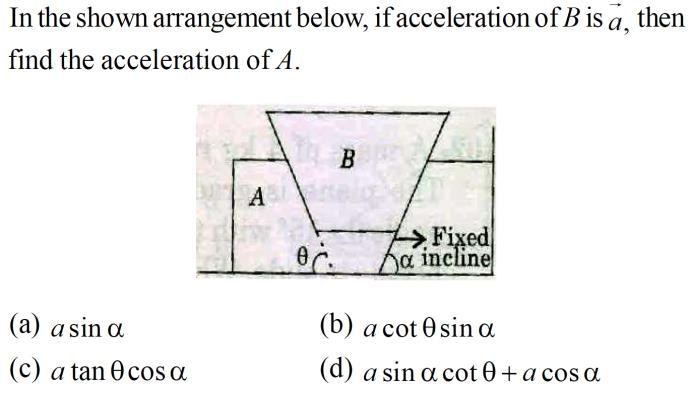 In the shown arrangement below, if acceleration of B is a⃗, then
find the acceleration of A.
B
A
Fixed
θ α incline
(a) a sin α (b) a cot θ sin α
(c) a tan θ cos α (d) a sin α cot θ + a cos α